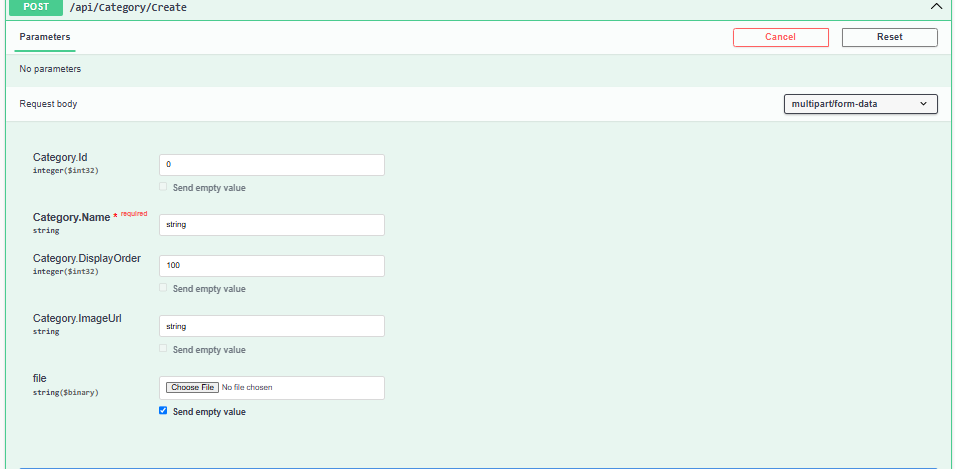 POST /api/Category/Create
Parameters Cancel Reset
No parameters
Request body multipart/form-data
Category.Id 0
integer($int32)
Send empty value
Category.Name * required string
string
Category.DisplayOrder 100
integer($int32)
Send empty value
Category.ImageUrl string
string
Send empty value
file Choose File No file chosen
string($binary)
Send empty value